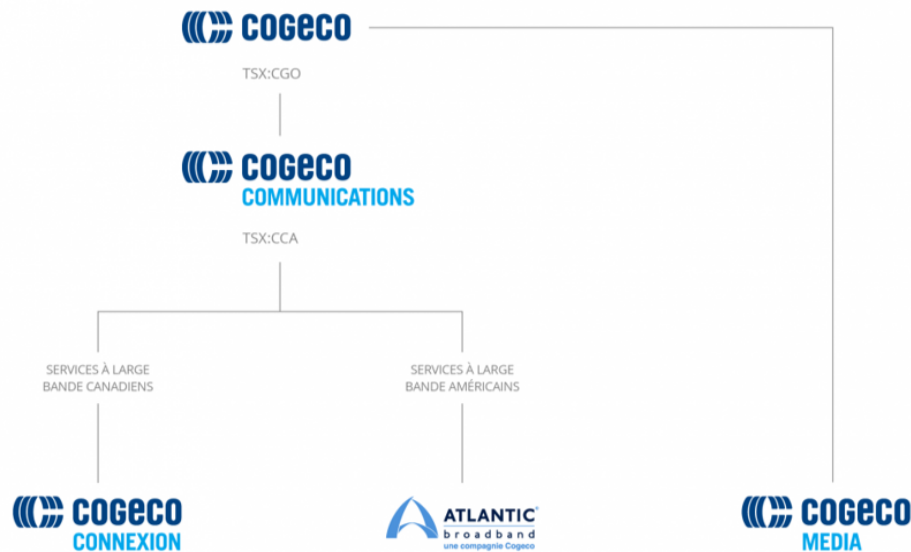 COGECO
TSX:CGO
COGECO
COMMUNICATIONS
TSX:CCA
SERVICES À LARGE
BANDE CANADIENS
SERVICES À LARGE
BANDE AMÉRICAINS
COGECO
CONNEXION
ATLANTIC
broadband
une compagnie Cogeco
COGECO
MEDIA